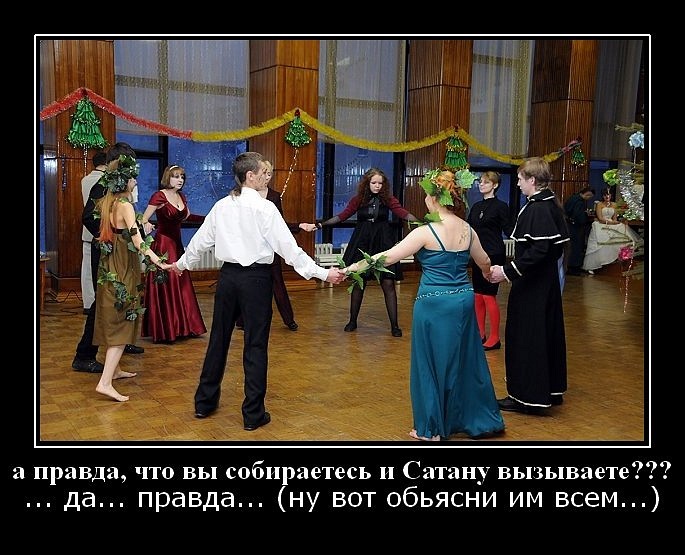 а правда, что вы собираетесь и Сатану вызываете???
... да... правда... (ну вот обьясни им всем...)